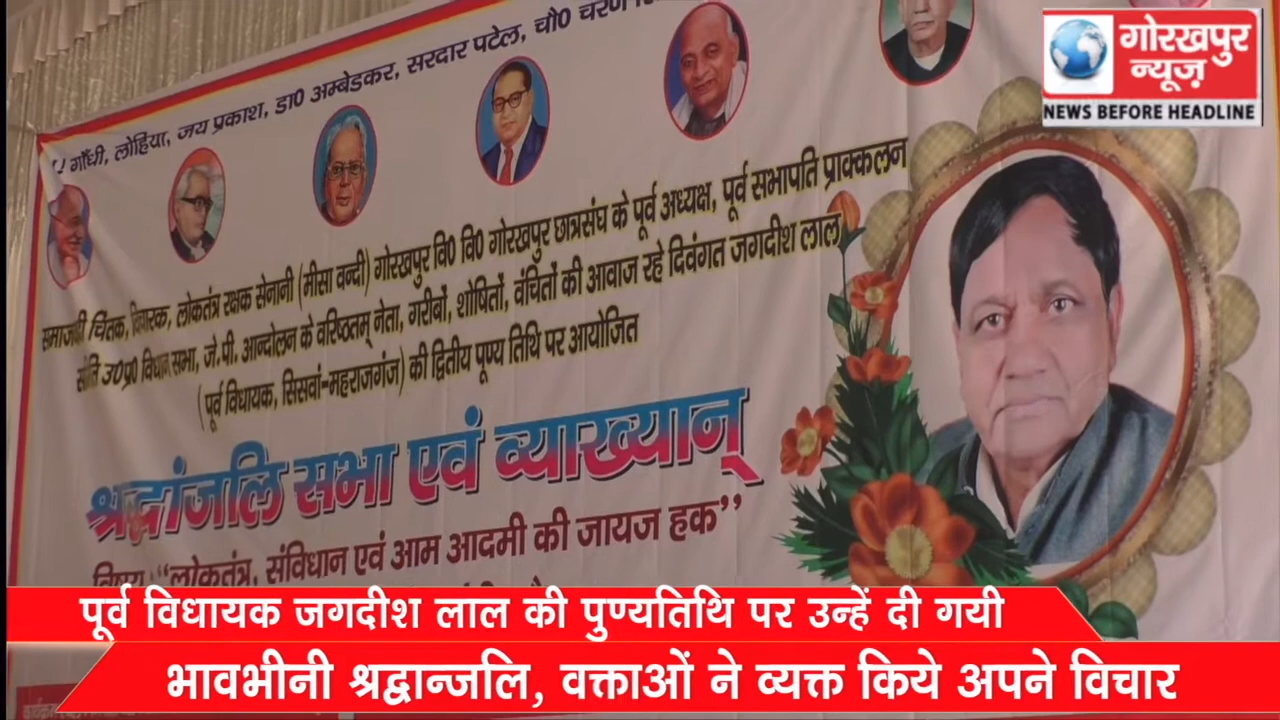 गाँधी, लोहिया, जय प्रकाश, डा0 अम्बेडकर, सरदार पटेल, चौ0 चरण
गोरखपुर
न्यूज़
NEWS BEFORE HEADLINE
समाजवादी चिंतक, विचारक, लोकतंत्र रक्षक सेनानी (मीसा बन्दी) गोरखपुर वि0 वि0 गोरखपुर छात्रसंघ के पूर्व अध्यक्ष, पूर्व सभापति प्राक्कलन
उ0प्र0 विधान सभा, जे.पी. आन्दोलन के वरिष्ठतम् नेता, गरीबों, शोषितों, वंचितों की आवाज रहे दिवंगत जगदीश लाल
(पूर्व विधायक, सिसवां-महराजगंज) की द्वितीय पूण्य तिथि पर आयोजित
श्रद्धांजलि सभा एवं व्याख्यान्
विषय "लोकतंत्र, संविधान एवं आम आदमी की जायज हक"
पूर्व विधायक जगदीश लाल की पुण्यतिथि पर उन्हें दी गयी
भावभीनी श्रद्वान्जलि, वक्ताओं ने व्यक्त किये अपने विचार